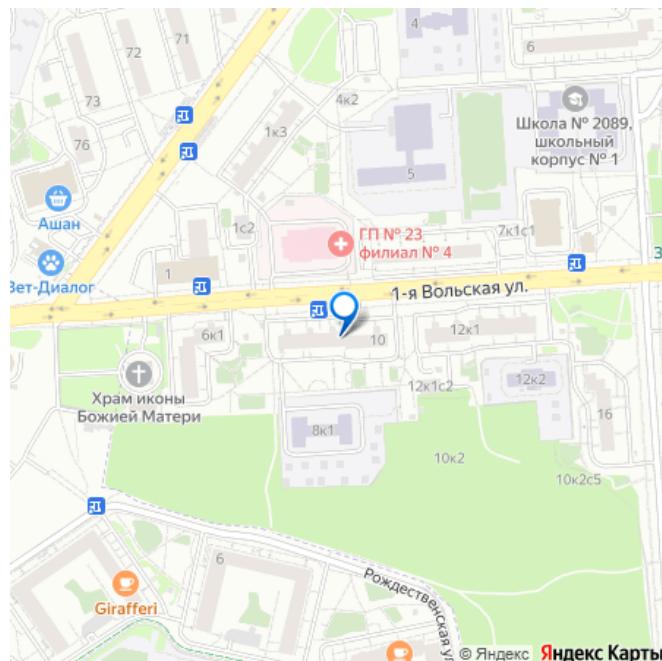 4
6
72
71
73
4к2
1к3
Школа № 2089,
школьный
корпус № 1
76
5
Ашан
1с2
ГП № 23
филиал № 4
7к1с1
Вет-Диалог
1
1-я Вольская ул.
6к1
10
12к1
Храм иконы
Божией Матери
12к1с2
12к2
16
8к1
10к2
10к2с5
6
Рождественская ул
Girafferi
© Яндекс Яндекс Карты